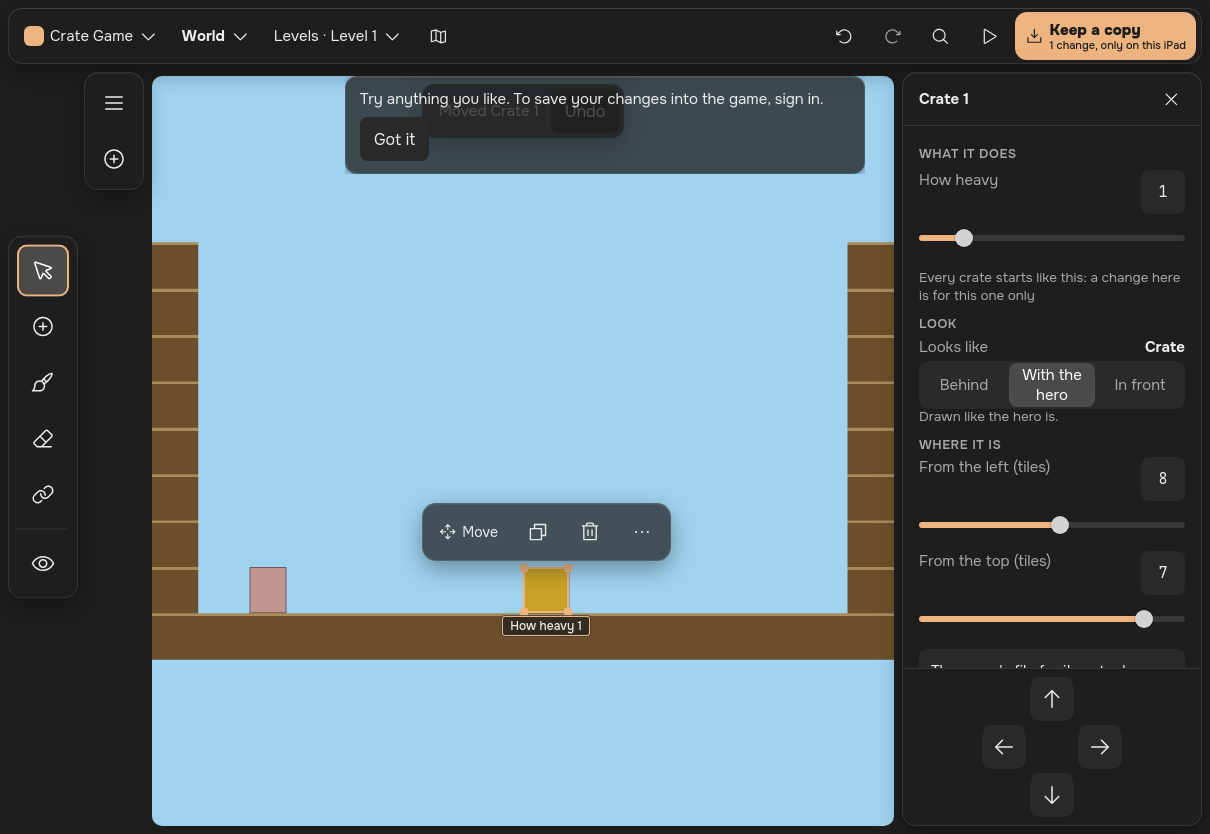 Crate Game
World
Levels · Level 1
Keep a copy
1 change, only on this iPad
Try anything you like. To save your changes into the game, sign in.
Moved Crate 1
Undo
Got it
Move
How heavy 1
Crate 1
WHAT IT DOES
How heavy
1
Every crate starts like this: a change here
is for this one only
LOOK
Looks like
Crate
Behind
With the
hero
In front
Drawn like the hero is.
WHERE IT IS
From the left (tiles)
8
From the top (tiles)
7